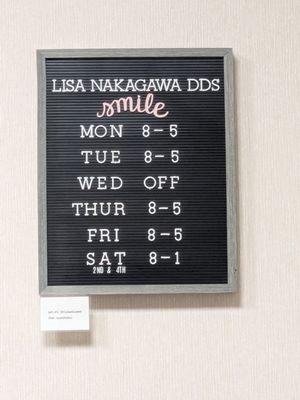 LISA NAKAGAWA DDS
smile
MON 8-5
TUE 8-5
WED OFF
THUR 8-5
FRI 8-5
SAT 8-1
2ND & 4TH